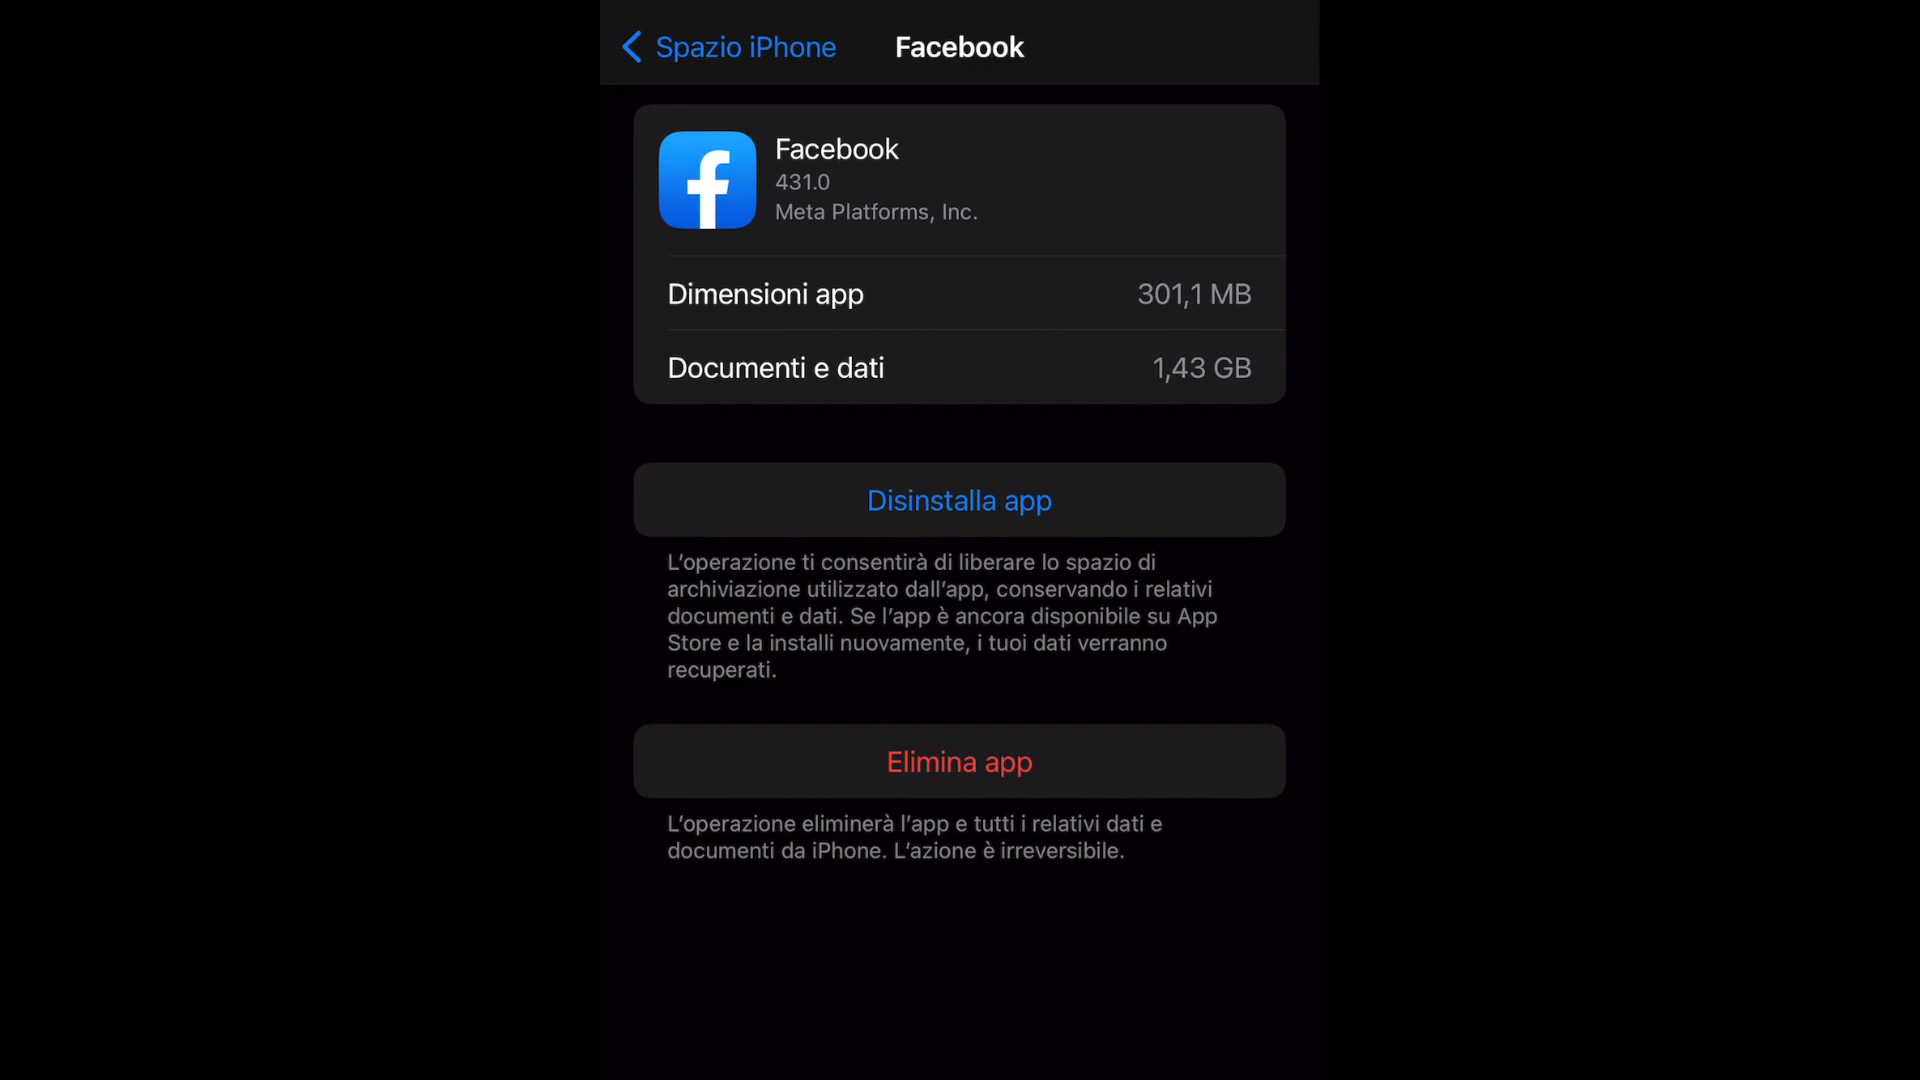 Spazio iPhone
Facebook
Facebook
431.0
Meta Platforms, Inc.
Dimensioni app 301,1 MB
Documenti e dati 1,43 GB
Disinstalla app
L’operazione ti consentirà di liberare lo spazio di
archiviazione utilizzato dall’app, conservando i relativi
documenti e dati. Se l’app è ancora disponibile su App
Store e la installi nuovamente, i tuoi dati verranno
recuperati.
Elimina app
L’operazione eliminerà l’app e tutti i relativi dati e
documenti da iPhone. L’azione è irreversibile.